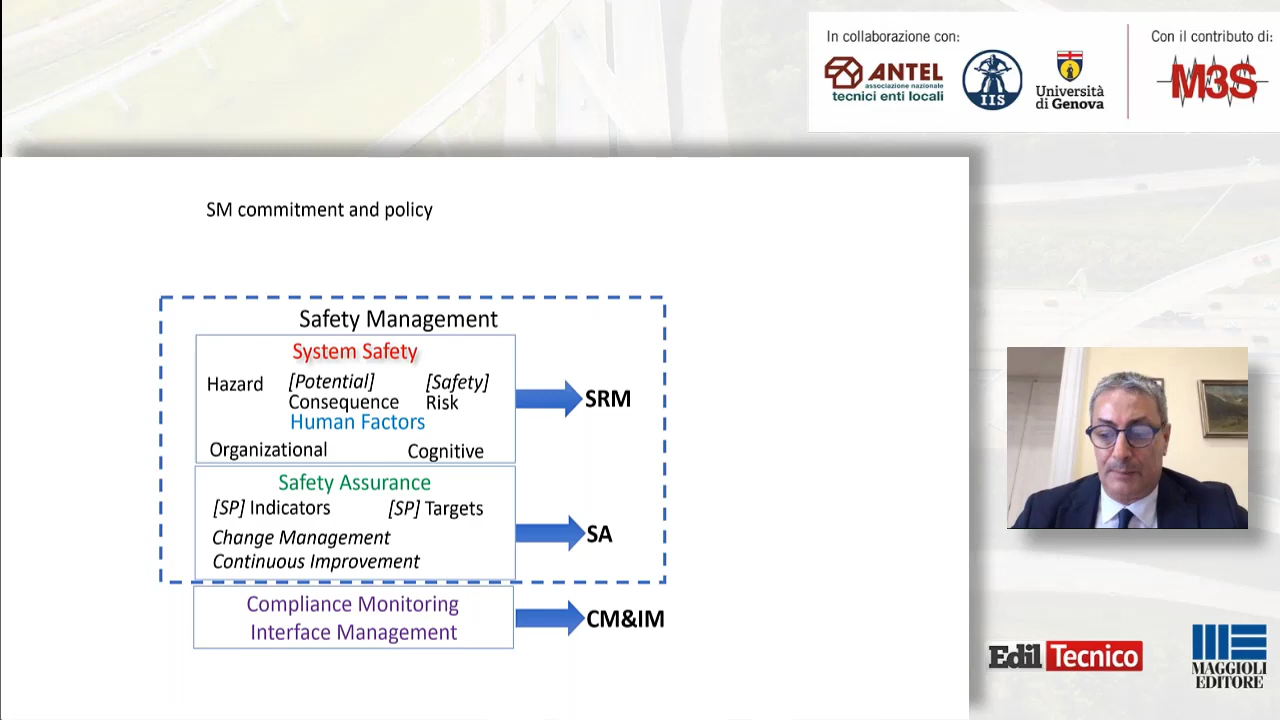 In collaborazione con:
Con il contributo di:
ANTEL
associazione nazionale
tecnici enti locali
IIS
Università
di Genova
M3S
SM commitment and policy
Safety Management
System Safety
Hazard [Potential] [Safety]
Consequence Risk
Human Factors
Organizational Cognitive
SRM
Safety Assurance
[SP] Indicators [SP] Targets
Change Management
Continuous Improvement
SA
Compliance Monitoring
Interface Management
CM&IM
Edil Tecnico
MAGGIOLI
EDITORE